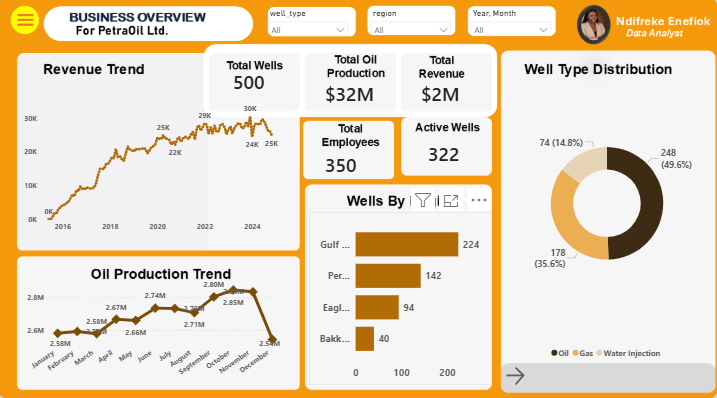 BUSINESS OVERVIEW
For PetraOil Ltd.
well_type
All
region
All
Year, Month
All
Ndifreke Enefiok
Data Analyst
Revenue Trend
30K
20K
10K
0K
0K
25K
22K
29K
30K
24K
25K
2016
2018
2020
2022
2024
Total Wells
500
Total Oil
Production
$32M
Total
Revenue
$2M
Total
Employees
350
Active Wells
322
Well Type Distribution
74 (14.8%)
248
(49.6%)
178
(35.6%)
Oil
Gas
Water Injection
Oil Production Trend
2.8M
2.6M
2.58M
2.58M
2.67M
2.66M
2.74M
2.71M
2.80M
2.85M
January
February
March
April
May
June
July
August
September
October
November
December
Wells By
Gulf ...
224
Per...
142
Eagl...
94
Bakk...
40
0
100
200